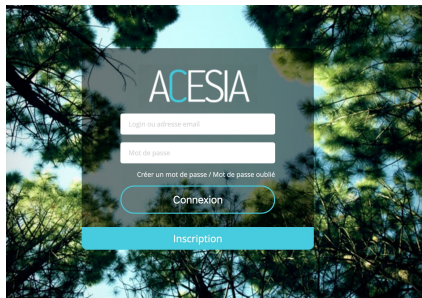 ACESIA
Login ou adresse email
Mot de passe
Créer un mot de passe / Mot de passe oublié
Connexion
Inscription